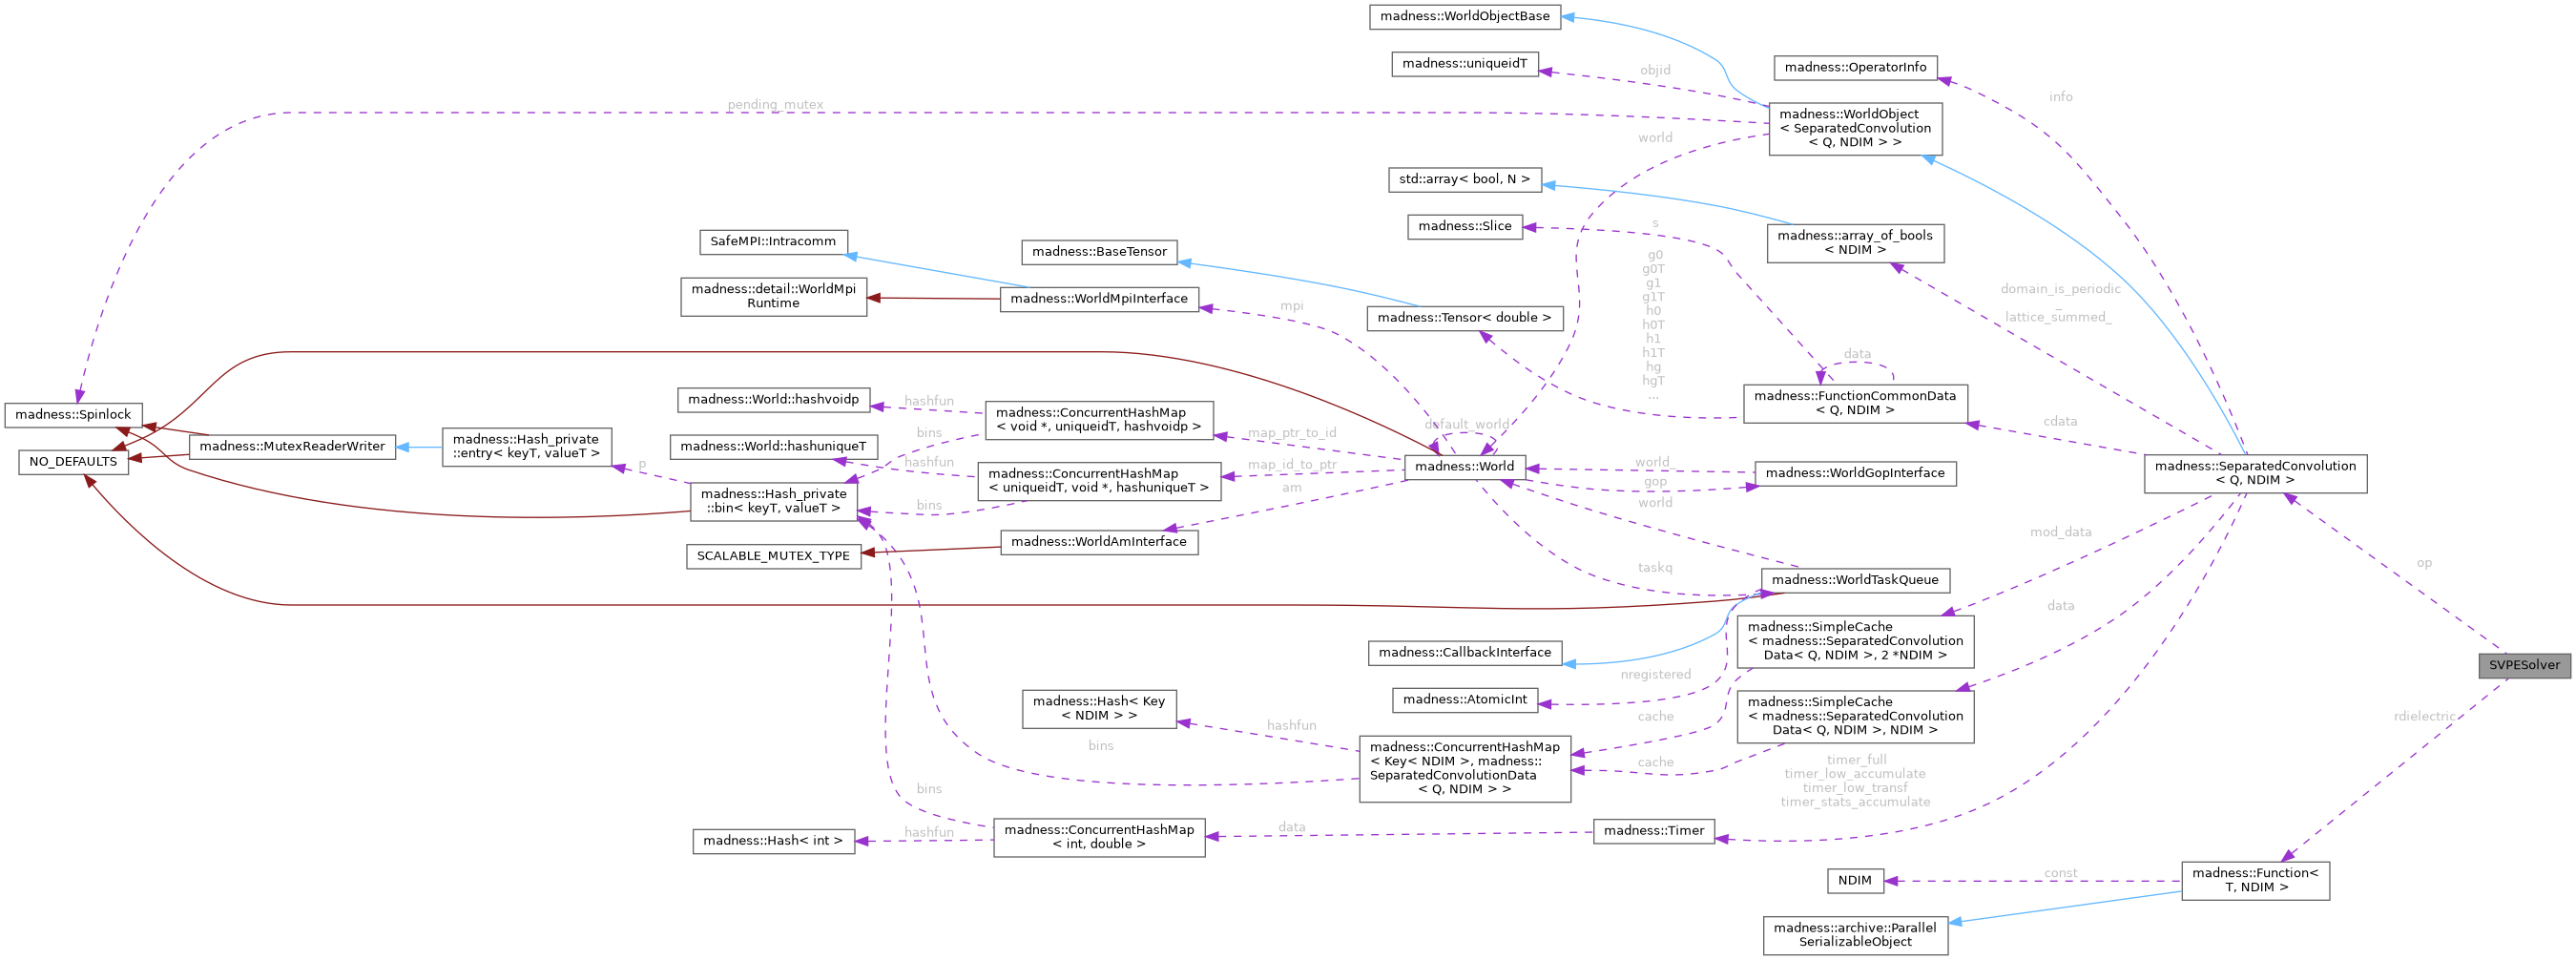 madness::WorldObjectBase
madness::uniqueidT
objid
madness::OperatorInfo
info
pending_mutex
madness::WorldObject
< SeparatedConvolution
< Q, NDIM > >
world
std::array< bool, N >
madness::Slice
s
madness::array_of_bools
< NDIM >
SafeMPI::Intracomm
madness::BaseTensor
madness::detail::WorldMpi
Runtime
madness::WorldMpiInterface
mpi
madness::Tensor< double >
g0
g0T
g1
g1T
h0
h0T
h1
h1T
hg
hgT
...
domain_is_periodic
_
lattice_summed_
data
madness::FunctionCommonData
< Q, NDIM >
cdata
madness::Spinlock
NO_DEFAULTS
madness::MutexReaderWriter
madness::Hash_private
::entry< keyT, valueT >
p
madness::World::hashvoidp
hashfun
madness::World::hashuniqueT
hashfun
bins
madness::ConcurrentHashMap
< void *, uniqueidT, hashvoidp >
map_ptr_to_id
madness::ConcurrentHashMap
< uniqueidT, void *, hashuniqueT >
map_id_to_ptr
madness::Hash_private
::bin< keyT, valueT >
bins
am
default_world
madness::World
world_
gop
world
madness::WorldGopInterface
madness::SeparatedConvolution
< Q, NDIM >
SCALABLE_MUTEX_TYPE
madness::WorldAmInterface
taskq
madness::WorldTaskQueue
mod_data
data
op
madness::CallbackInterface
madness::SimpleCache
< madness::SeparatedConvolution
Data< Q, NDIM >, 2 *NDIM >
SVPESolver
nregistered
madness::AtomicInt
madness::Hash< Key
< NDIM > >
hashfun
cache
madness::SimpleCache
< madness::SeparatedConvolution
Data< Q, NDIM >, NDIM >
rdielectric
bins
madness::ConcurrentHashMap
< Key< NDIM >, madness::
SeparatedConvolutionData
< Q, NDIM > >
cache
timer_full
timer_low_accumulate
timer_low_transf
timer_stats_accumulate
bins
madness::Hash< int >
hashfun
madness::ConcurrentHashMap
< int, double >
data
madness::Timer
NDIM
const
madness::Function<
T, NDIM >
madness::archive::Parallel
SerializableObject